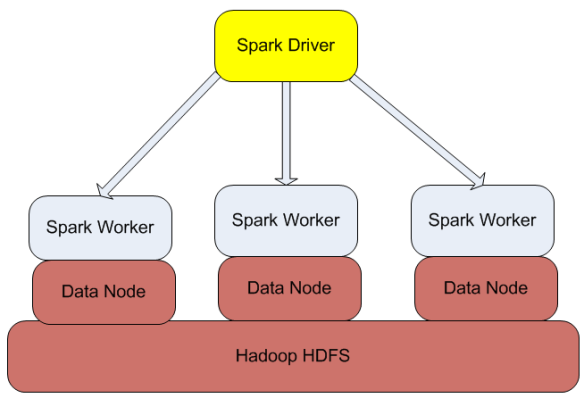 Spark Driver
Spark Worker
Spark Worker
Spark Worker
Data Node
Data Node
Data Node
Hadoop HDFS